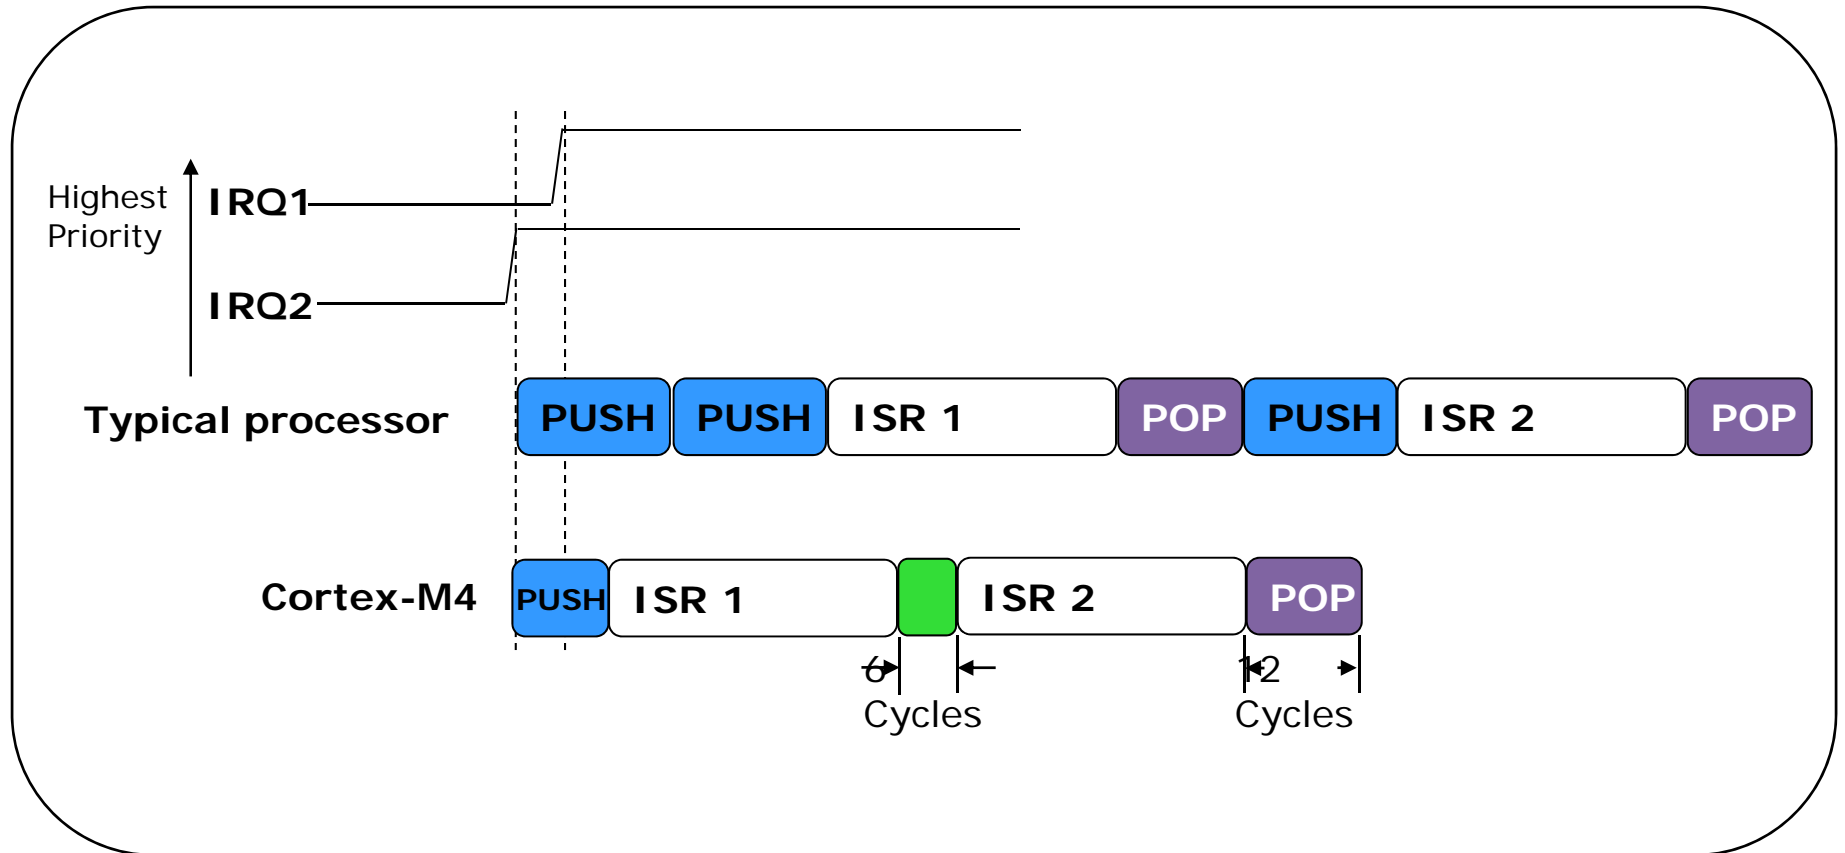 Highest
Priority
IRQ1
IRQ2
Typical processor
PUSH PUSH ISR 1 POP PUSH ISR 2 POP
Cortex-M4
PUSH ISR 1 ISR 2 POP
6
Cycles
12
Cycles